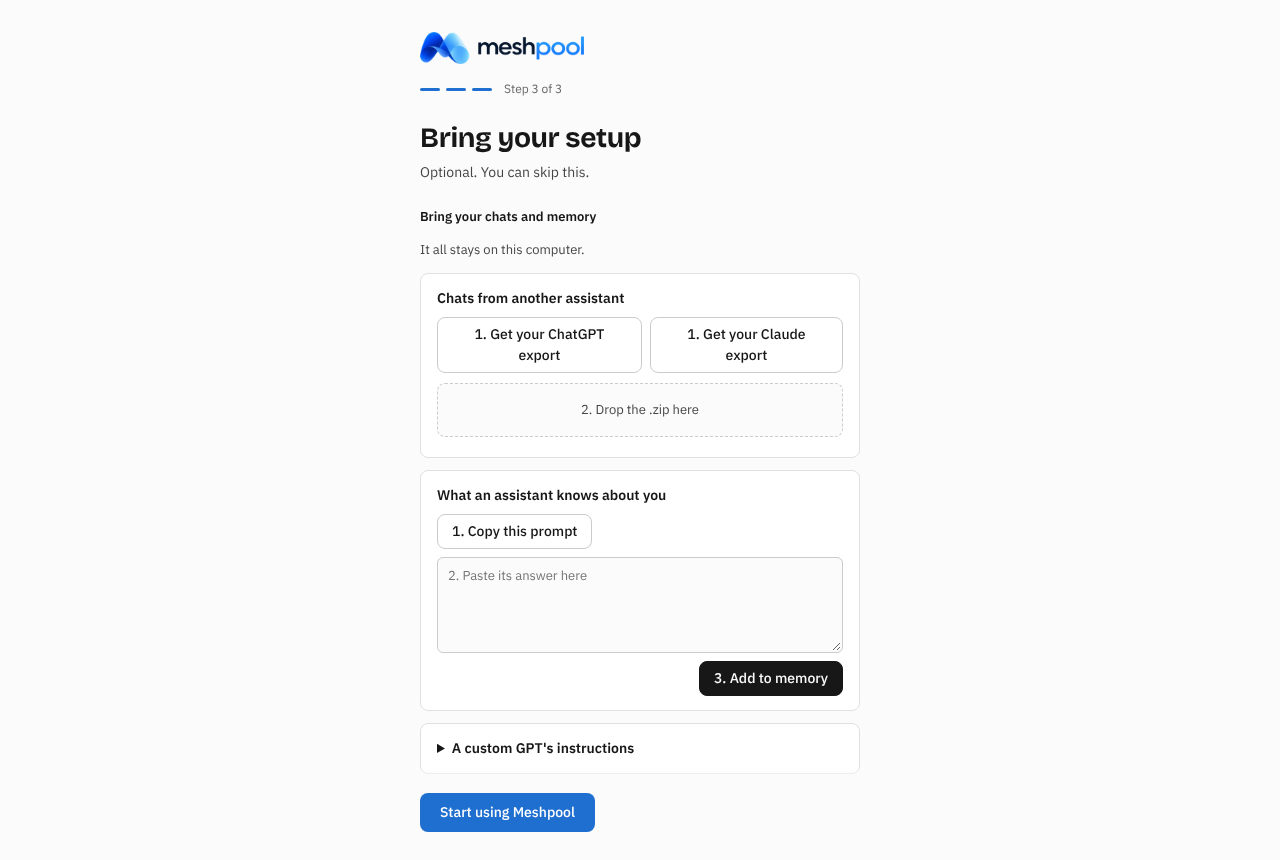 meshpool
Step 3 of 3
Bring your setup
Optional. You can skip this.
Bring your chats and memory
It all stays on this computer.
Chats from another assistant
1. Get your ChatGPT
export
1. Get your Claude
export
2. Drop the .zip here
What an assistant knows about you
1. Copy this prompt
2. Paste its answer here
3. Add to memory
A custom GPT's instructions
Start using Meshpool